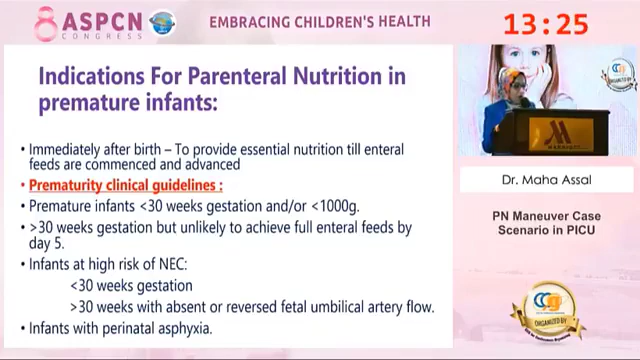 8 ASPCN
CONGRESS
EMBRACING CHILDREN'S HEALTH
13:25
Indications For Parenteral Nutrition in
premature infants:
• Immediately after birth – To provide essential nutrition till enteral
feeds are commenced and advanced
• Prematurity clinical guidelines :
• Premature infants <30 weeks gestation and/or <1000g.
• >30 weeks gestation but unlikely to achieve full enteral feeds by
day 5.
• Infants at high risk of NEC:
<30 weeks gestation
>30 weeks with absent or reversed fetal umbilical artery flow.
• Infants with perinatal asphyxia.
MARRIOTT
Dr. Maha Assal
PN Maneuver Case
Scenario in PICU
ORGANIZED BY